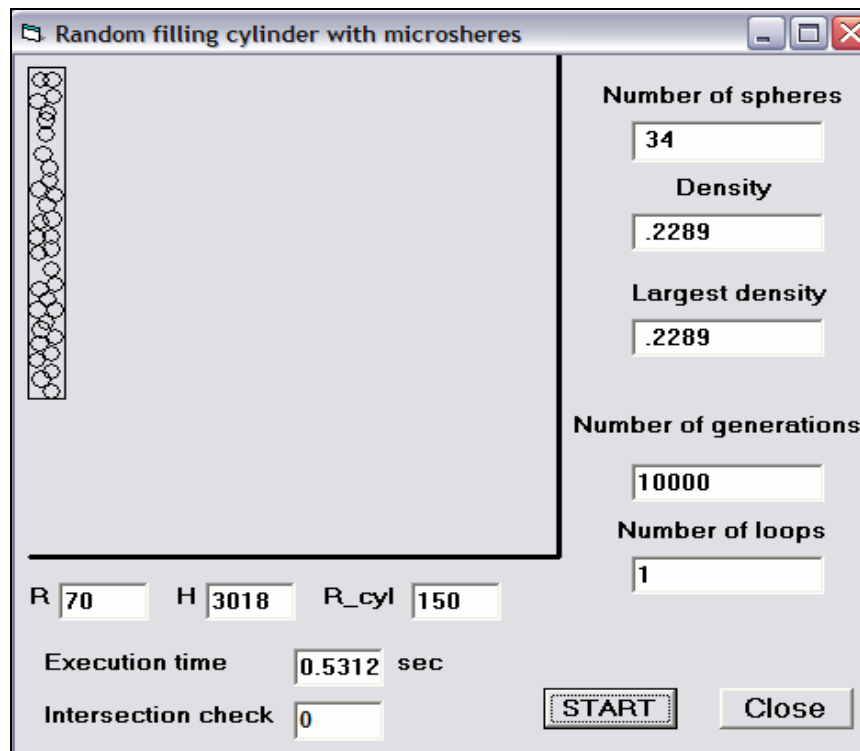 Random filling cylinder with microsheres
Number of spheres
34
Density
.2289
Largest density
.2289
Number of generations
10000
Number of loops
1
R 70 H 3018 R_cyl 150
Execution time 0.5312 sec
Intersection check 0
START Close